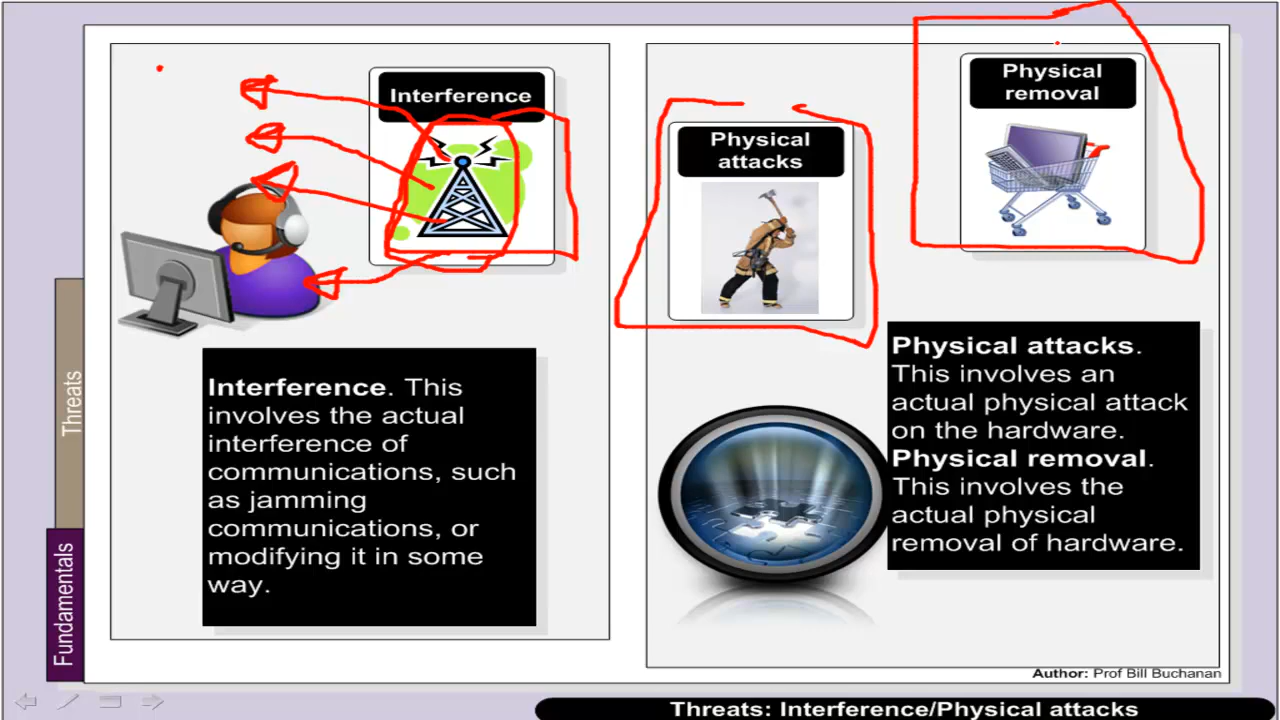 Interference
Physical
attacks
Physical
removal
Interference. This
involves the actual
interference of
communications, such
as jamming
communications, or
modifying it in some
way.
Physical attacks.
This involves an
actual physical attack
on the hardware.
Physical removal.
This involves the
actual physical
removal of hardware.
Threats
Fundamentals
Author: Prof Bill Buchanan
Threats: Interference/Physical attacks